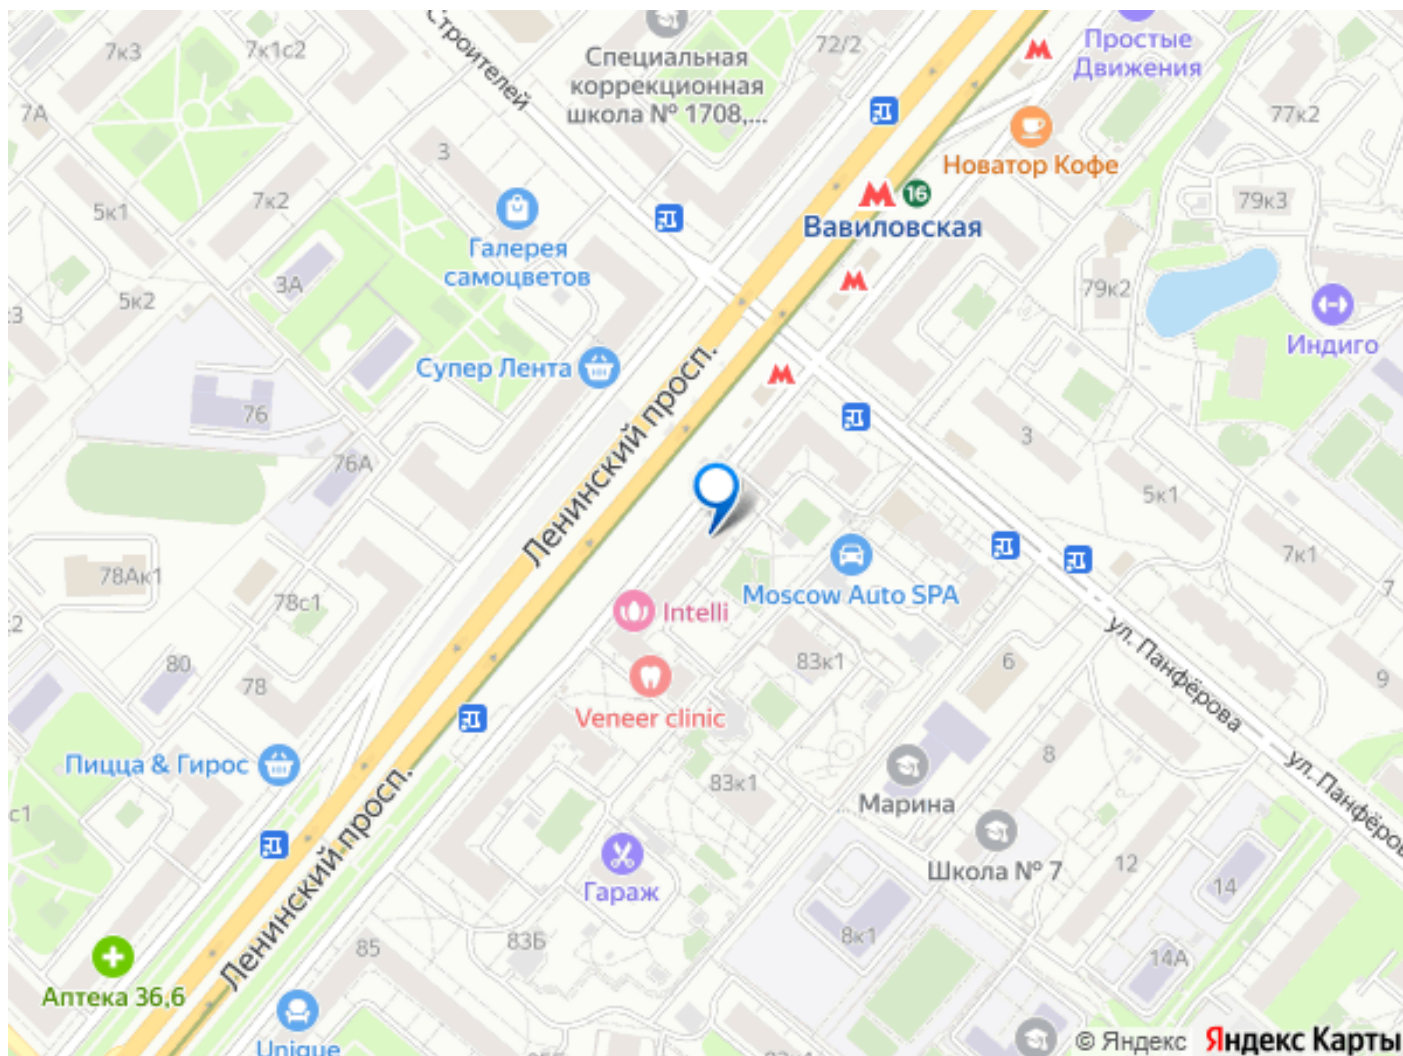 7к3
7к1с2
Строителей
Специальная
коррекционная
школа № 1708,...
72/2
Простые
Движения
7А
3
77к2
Новатор Кофе
5к1
7к2
16
79к3
Вавиловская
Галерея
самоцветов
3А
5к2
79к2
3
Индиго
Супер Лента
Ленинский просп.
76
3
76А
5к1
7к1
78Ак1
78с1
Moscow Auto SPA
7
Intelli
2
ул. Панфёрова
83к1
6
80
78
9
Veneer clinic
Пицца & Гирос
8
ул. Панфёров
83к1
Марина
с1
Ленинский просп.
Школа № 7
12
14
Гараж
83Б
8к1
85
14А
Аптека 36,6
Unique
© Яндекс
Яндекс Карты